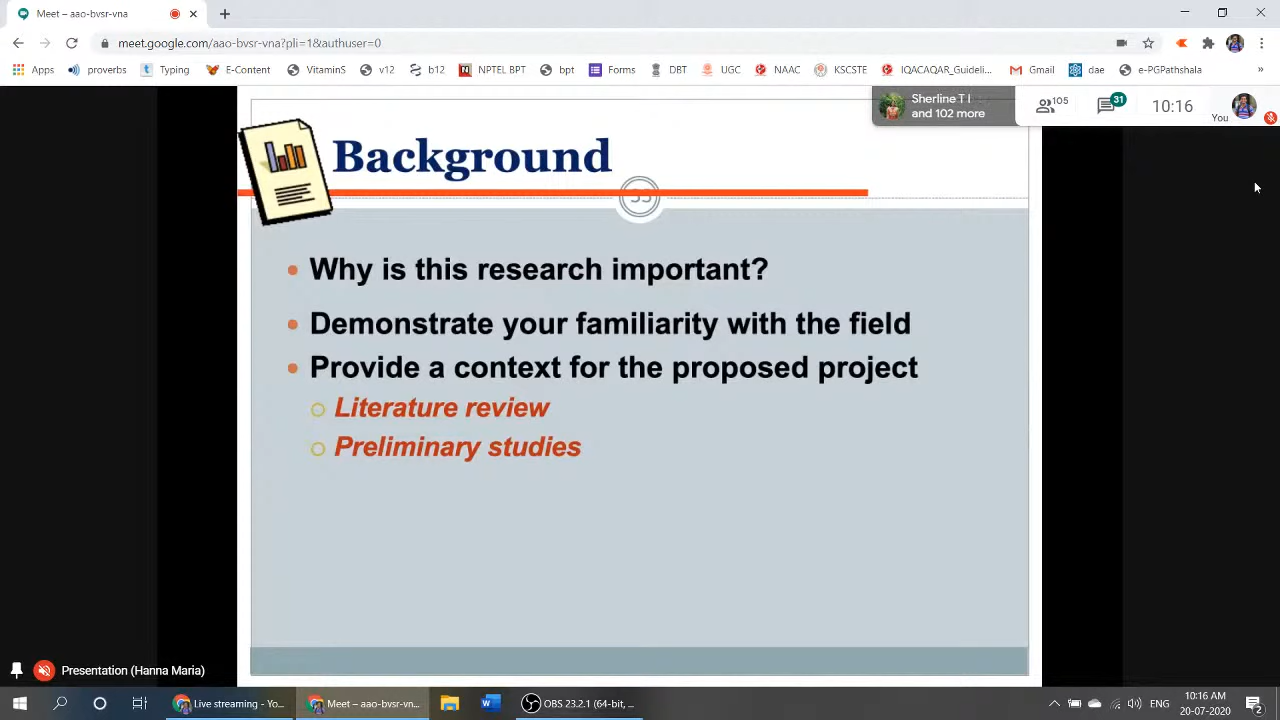 Meet – aao-bvsr-vna
meet.google.com/aao-bvsr-vna?pli=1&authuser=0
Apps proverbs Typing E-Content VitaminS v12 b12 NPTELBPT bpt Forms DBT UGC NAAC KSCSTE IQACAQAR_Guideli... Gmail dae e-PGPathshala »
Sherline T I
and 102 more
105
31
10:16
You
Background
Why is this research important?
Demonstrate your familiarity with the field
Provide a context for the proposed project
Literature review
Preliminary studies
Presentation (Hanna Maria)
Live streaming - Yo... Meet – aao-bvsr-vn... OBS 23.2.1 (64-bit, ... ENG
10:16 AM
20-07-2020
2